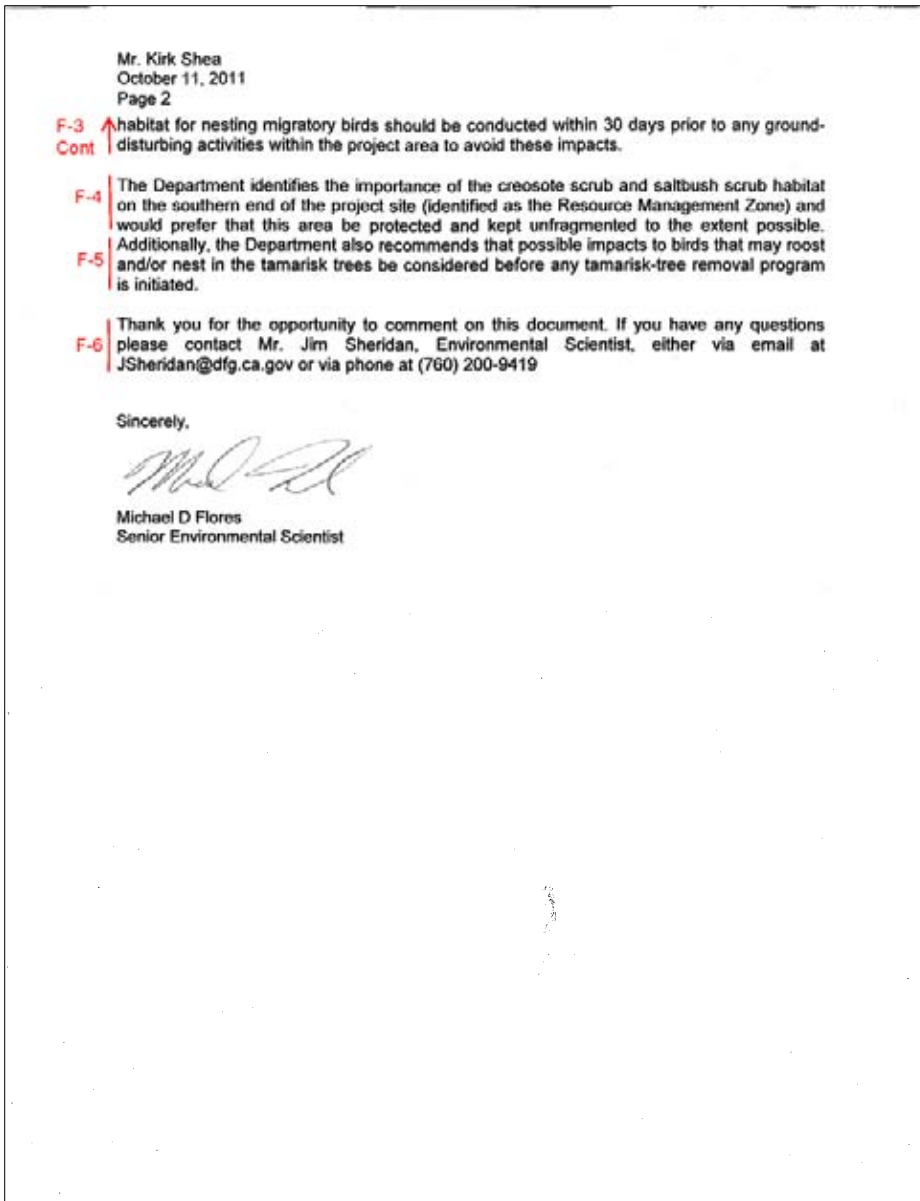 Mr. Kirk Shea
October 11, 2011
Page 2
F-3 Cont
habitat for nesting migratory birds should be conducted within 30 days prior to any ground-
disturbing activities within the project area to avoid these impacts.
F-4
The Department identifies the importance of the creosote scrub and saltbush scrub habitat
on the southern end of the project site (identified as the Resource Management Zone) and
would prefer that this area be protected and kept unfragmented to the extent possible.
F-5
Additionally, the Department also recommends that possible impacts to birds that may roost
and/or nest in the tamarisk trees be considered before any tamarisk-tree removal program
is initiated.
F-6
Thank you for the opportunity to comment on this document. If you have any questions
please contact Mr. Jim Sheridan, Environmental Scientist, either via email at
JSheridan@dfg.ca.gov or via phone at (760) 200-9419
Sincerely,
Michael D Flores
Senior Environmental Scientist